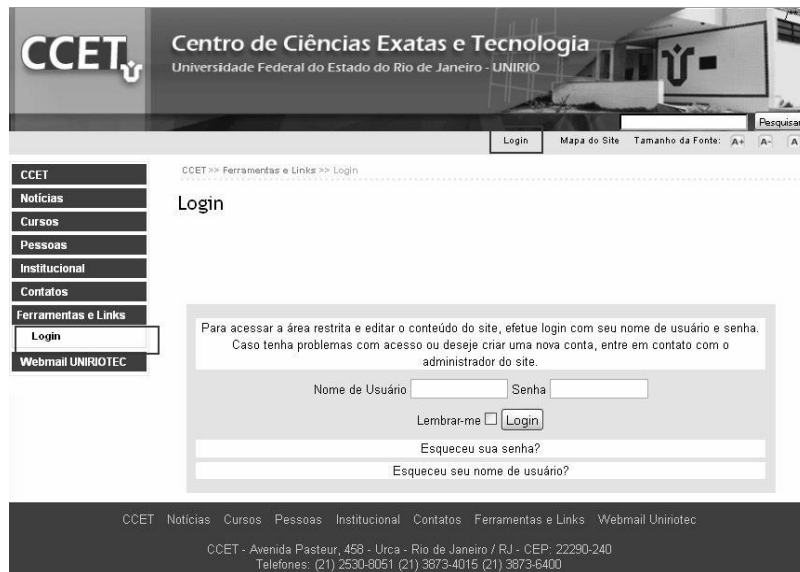 CCET
Centro de Ciências Exatas e Tecnologia
Universidade Federal do Estado do Rio de Janeiro - UNIRIO
Pesquisar
Login Mapa do Site Tamanho da Fonte: A+ A- A
CCET >> Ferramentas e Links >> Login
CCET
Notícias
Cursos
Pessoas
Institucional
Contatos
Ferramentas e Links
Login
Webmail UNIRIOTEC
Login
Para acessar a área restrita e editar o conteúdo do site, efetue login com seu nome de usuário e senha.
Caso tenha problemas com acesso ou deseje criar uma nova conta, entre em contato com o
administrador do site.
Nome de Usuário Senha
Lembrar-me Login
Esqueceu sua senha?
Esqueceu seu nome de usuário?
CCET Notícias Cursos Pessoas Institucional Contatos Ferramentas e Links Webmail Uniriotec
CCET - Avenida Pasteur, 458 - Urca - Rio de Janeiro / RJ - CEP: 22290-240
Telefones: (21) 2530-8051 (21) 3873-4015 (21) 3873-6400